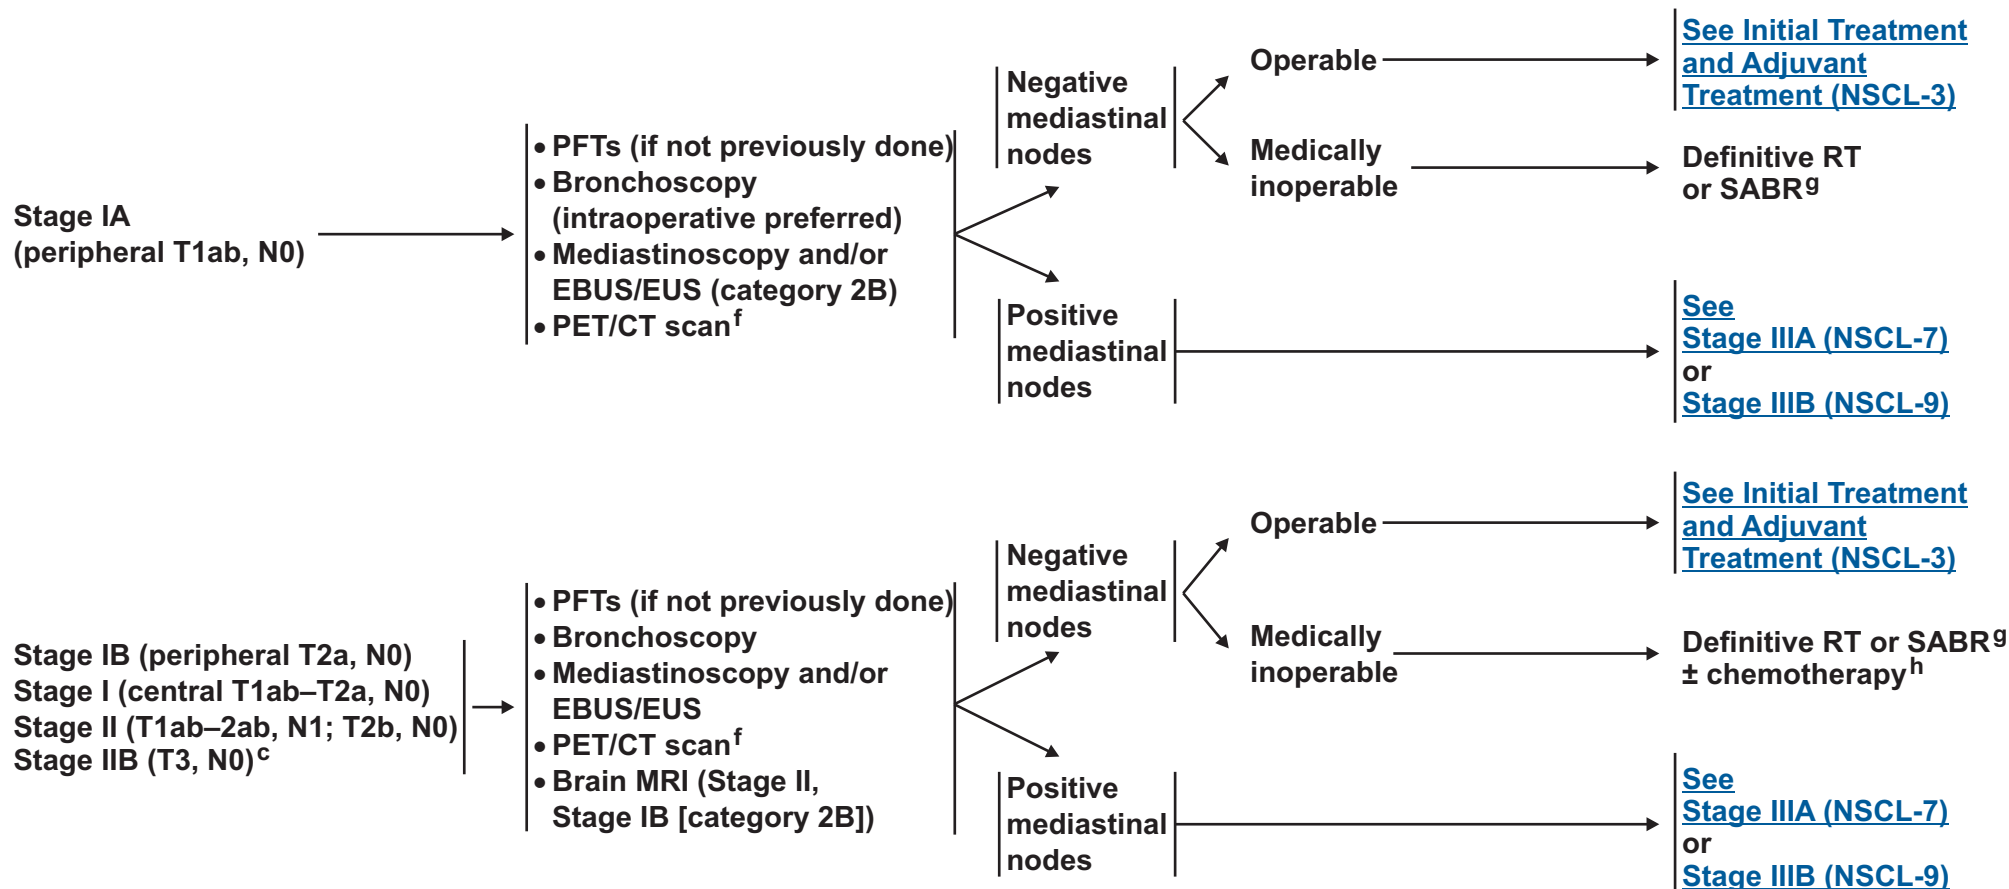 Stage IA
(peripheral T1ab, N0)
• PFTs (if not previously done)
• Bronchoscopy
(intraoperative preferred)
• Mediastinoscopy and/or
EBUS/EUS (category 2B)
• PET/CT scan f
Negative
mediastinal
nodes
Operable
See Initial Treatment
and Adjuvant
Treatment (NSCL-3)
Medically
inoperable
Definitive RT
or SABR g
Positive
mediastinal
nodes
See
Stage IIIA (NSCL-7)
or
Stage IIIB (NSCL-9)
Stage IB (peripheral T2a, N0)
Stage I (central T1ab–T2a, N0)
Stage II (T1ab–2ab, N1; T2b, N0)
Stage IIB (T3, N0) c
• PFTs (if not previously done)
• Bronchoscopy
• Mediastinoscopy and/or
EBUS/EUS
• PET/CT scan f
• Brain MRI (Stage II,
Stage IB [category 2B])
Negative
mediastinal
nodes
Operable
See Initial Treatment
and Adjuvant
Treatment (NSCL-3)
Medically
inoperable
Definitive RT or SABR g
± chemotherapy h
Positive
mediastinal
nodes
See
Stage IIIA (NSCL-7)
or
Stage IIIB (NSCL-9)